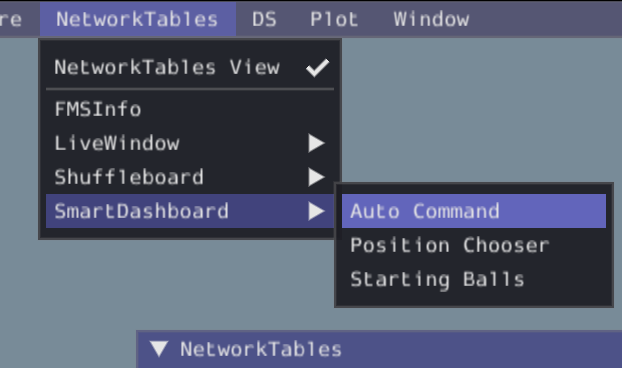 re NetworkTables DS Plot Window
NetworkTables View
FMSInfo
LiveWindow
Shuffleboard
SmartDashboard
Auto Command
Position Chooser
Starting Balls
NetworkTables